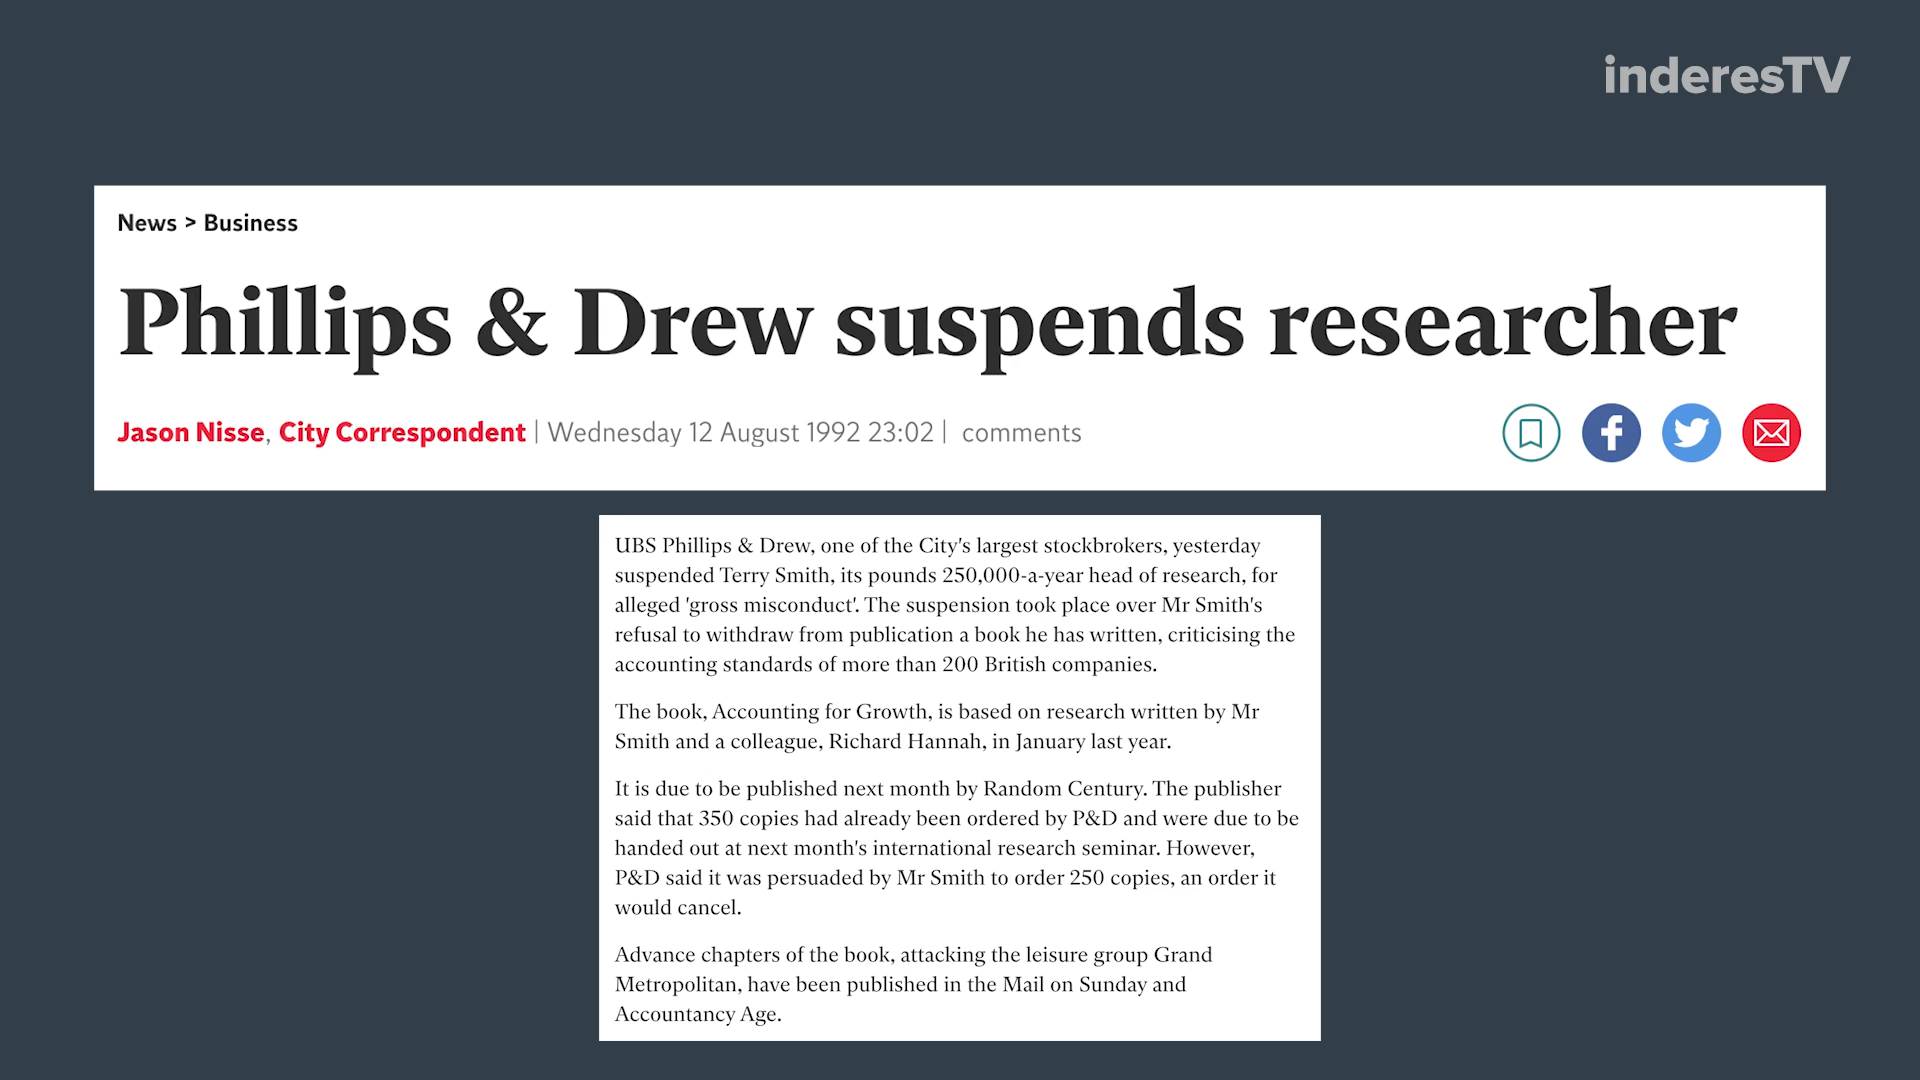 inderesTV
News > Business
Phillips & Drew suspends researcher
Jason Nisse, City Correspondent | Wednesday 12 August 1992 23:02 | comments
UBS Phillips & Drew, one of the City's largest stockbrokers, yesterday
suspended Terry Smith, its pounds 250,000-a-year head of research, for
alleged 'gross misconduct'. The suspension took place over Mr Smith's
refusal to withdraw from publication a book he has written, criticising the
accounting standards of more than 200 British companies.
The book, Accounting for Growth, is based on research written by Mr
Smith and a colleague, Richard Hannah, in January last year.
It is due to be published next month by Random Century. The publisher
said that 350 copies had already been ordered by P&D and were due to be
handed out at next month's international research seminar. However,
P&D said it was persuaded by Mr Smith to order 250 copies, an order it
would cancel.
Advance chapters of the book, attacking the leisure group Grand
Metropolitan, have been published in the Mail on Sunday and
Accountancy Age.